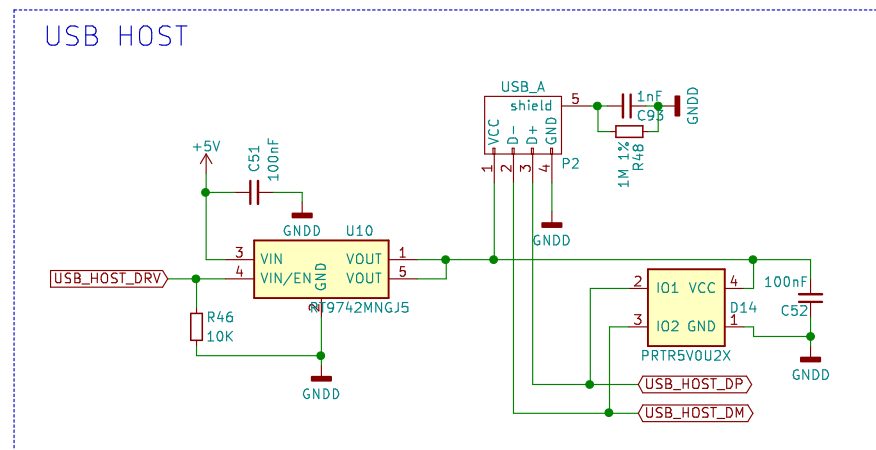 USB HOST
USB_A
shield
5
1nF
C93
GNDD
VCC
D-
D+
GND
1
2
3
4
P2
1M 1%
R48
+5V
C51
100nF
GNDD
GNDD
U10
3
VIN
VOUT
1
4
VIN/EN
GND
VOUT
5
2
RT9742MNGJ5
USB_HOST_DRV
R46
10K
GNDD
2
IO1
VCC
4
3
IO2
GND
1
D14
PRTR5V0U2X
100nF
C52
GNDD
USB_HOST_DP
USB_HOST_DM